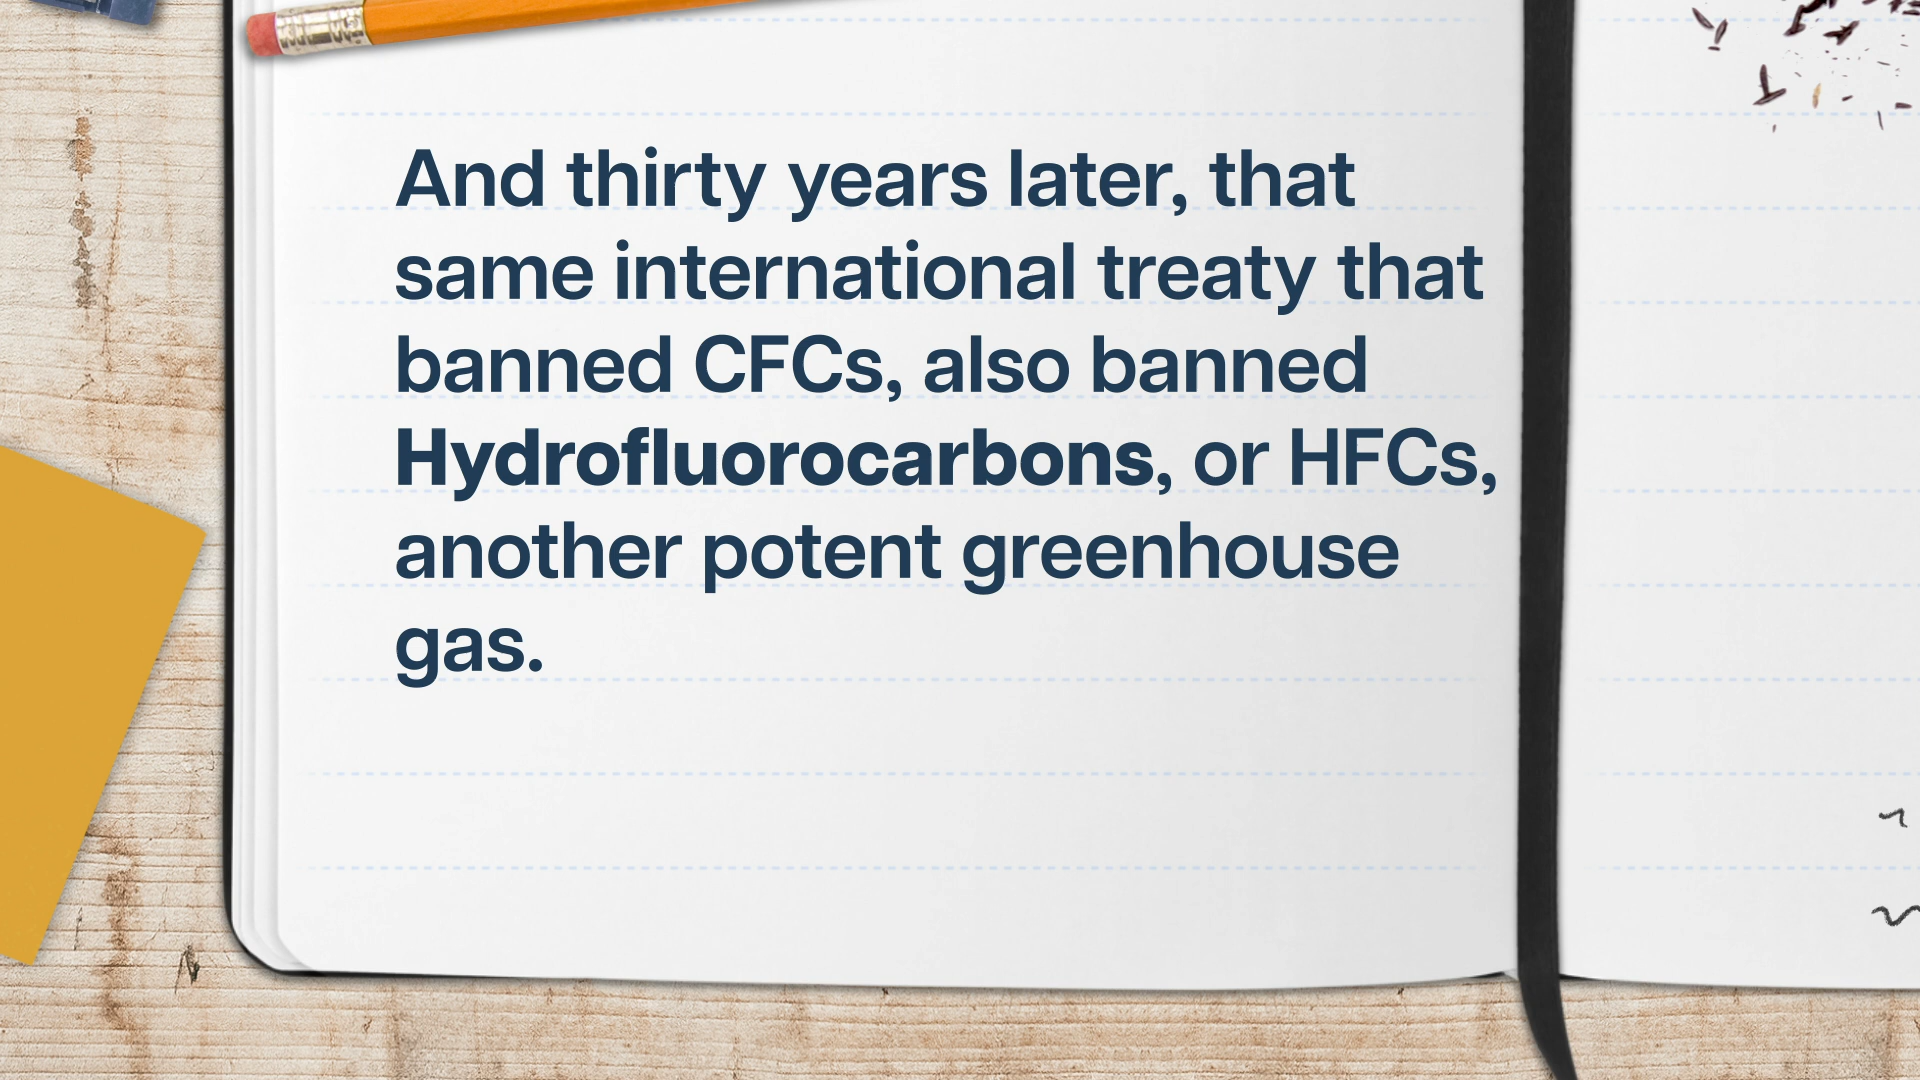 And thirty years later, that
same international treaty that
banned CFCs, also banned
Hydrofluorocarbons, or HFCs,
another potent greenhouse
gas.